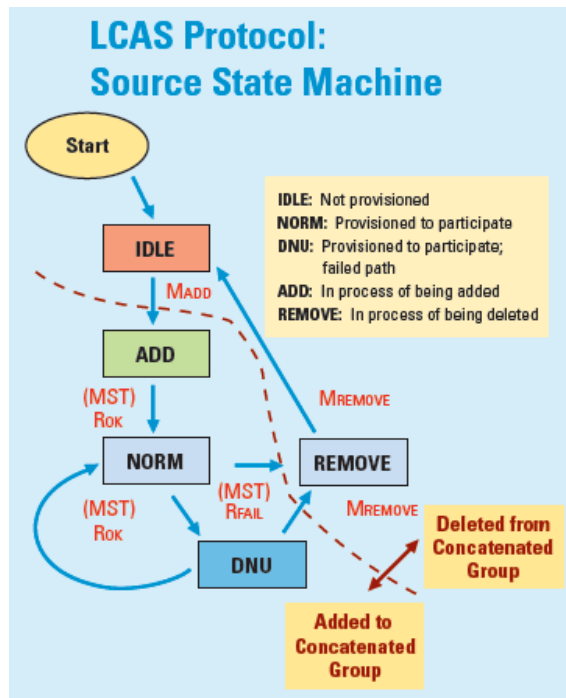 LCAS Protocol:
Source State Machine
Start
IDLE: Not provisioned
NORM: Provisioned to participate
DNU: Provisioned to participate;
failed path
ADD: In process of being added
REMOVE: In process of being deleted
IDLE
MADD
ADD
MREMOVE
(MST)
ROK
NORM
REMOVE
(MST)
RFAIL
(MST)
ROK
MREMOVE
DNU
Deleted from
Concatenated
Group
Added to
Concatenated
Group